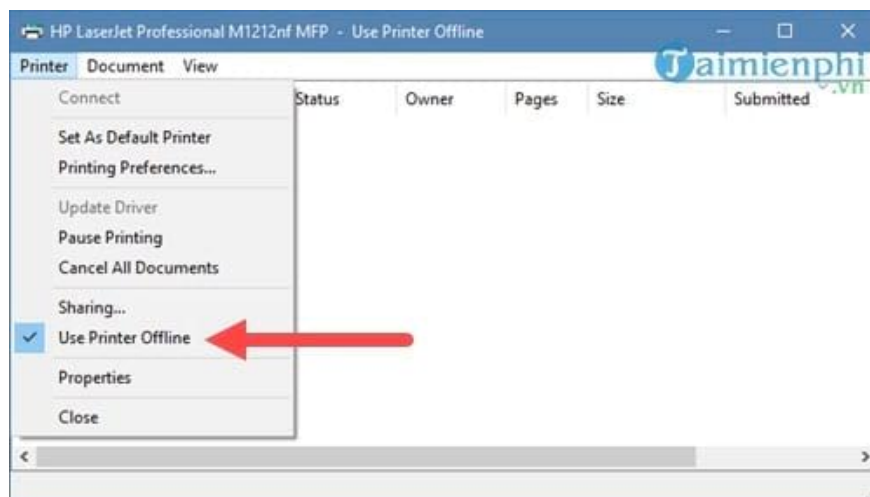 HP LaserJet Professional M1212nf MFP - Use Printer Offline
Printer Document View
Taimienphi
.vn
Status Owner Pages Size Submitted
Connect
Set As Default Printer
Printing Preferences...
Update Driver
Pause Printing
Cancel All Documents
Sharing...
Use Printer Offline
Properties
Close